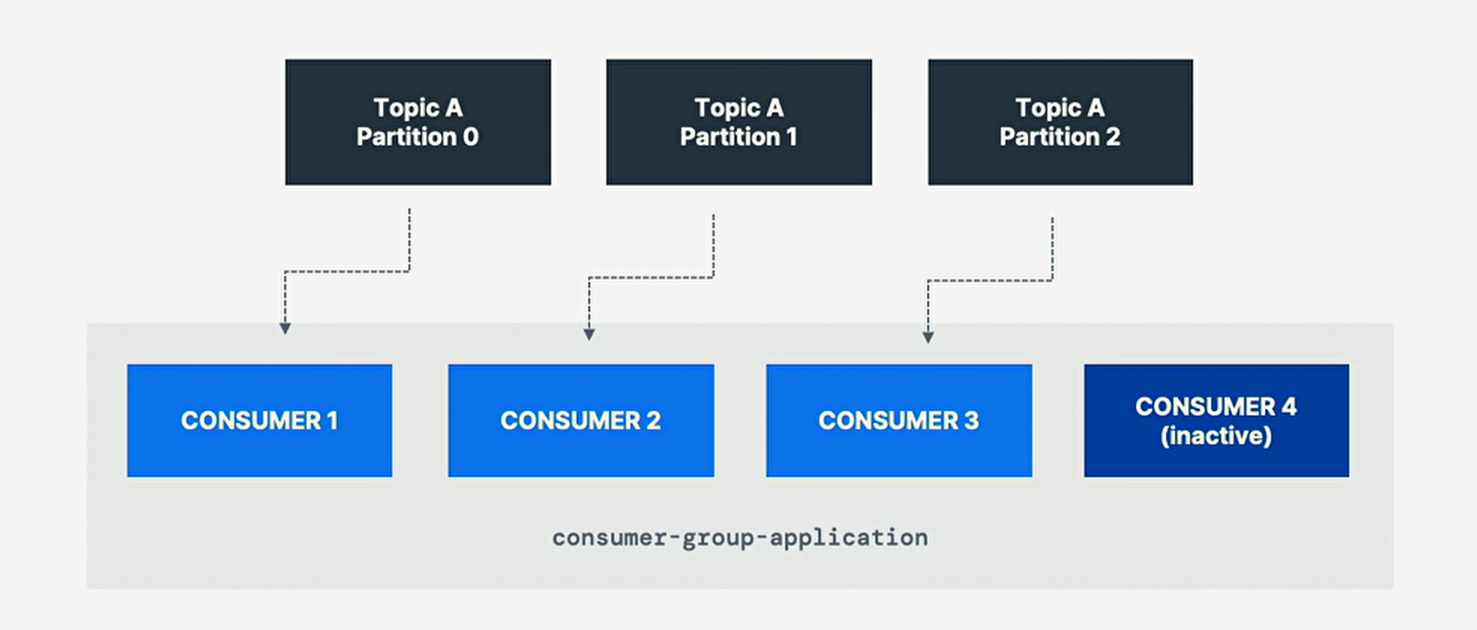 Topic A
Partition 0
Topic A
Partition 1
Topic A
Partition 2
CONSUMER 1
CONSUMER 2
CONSUMER 3
CONSUMER 4
(inactive)
consumer-group-application